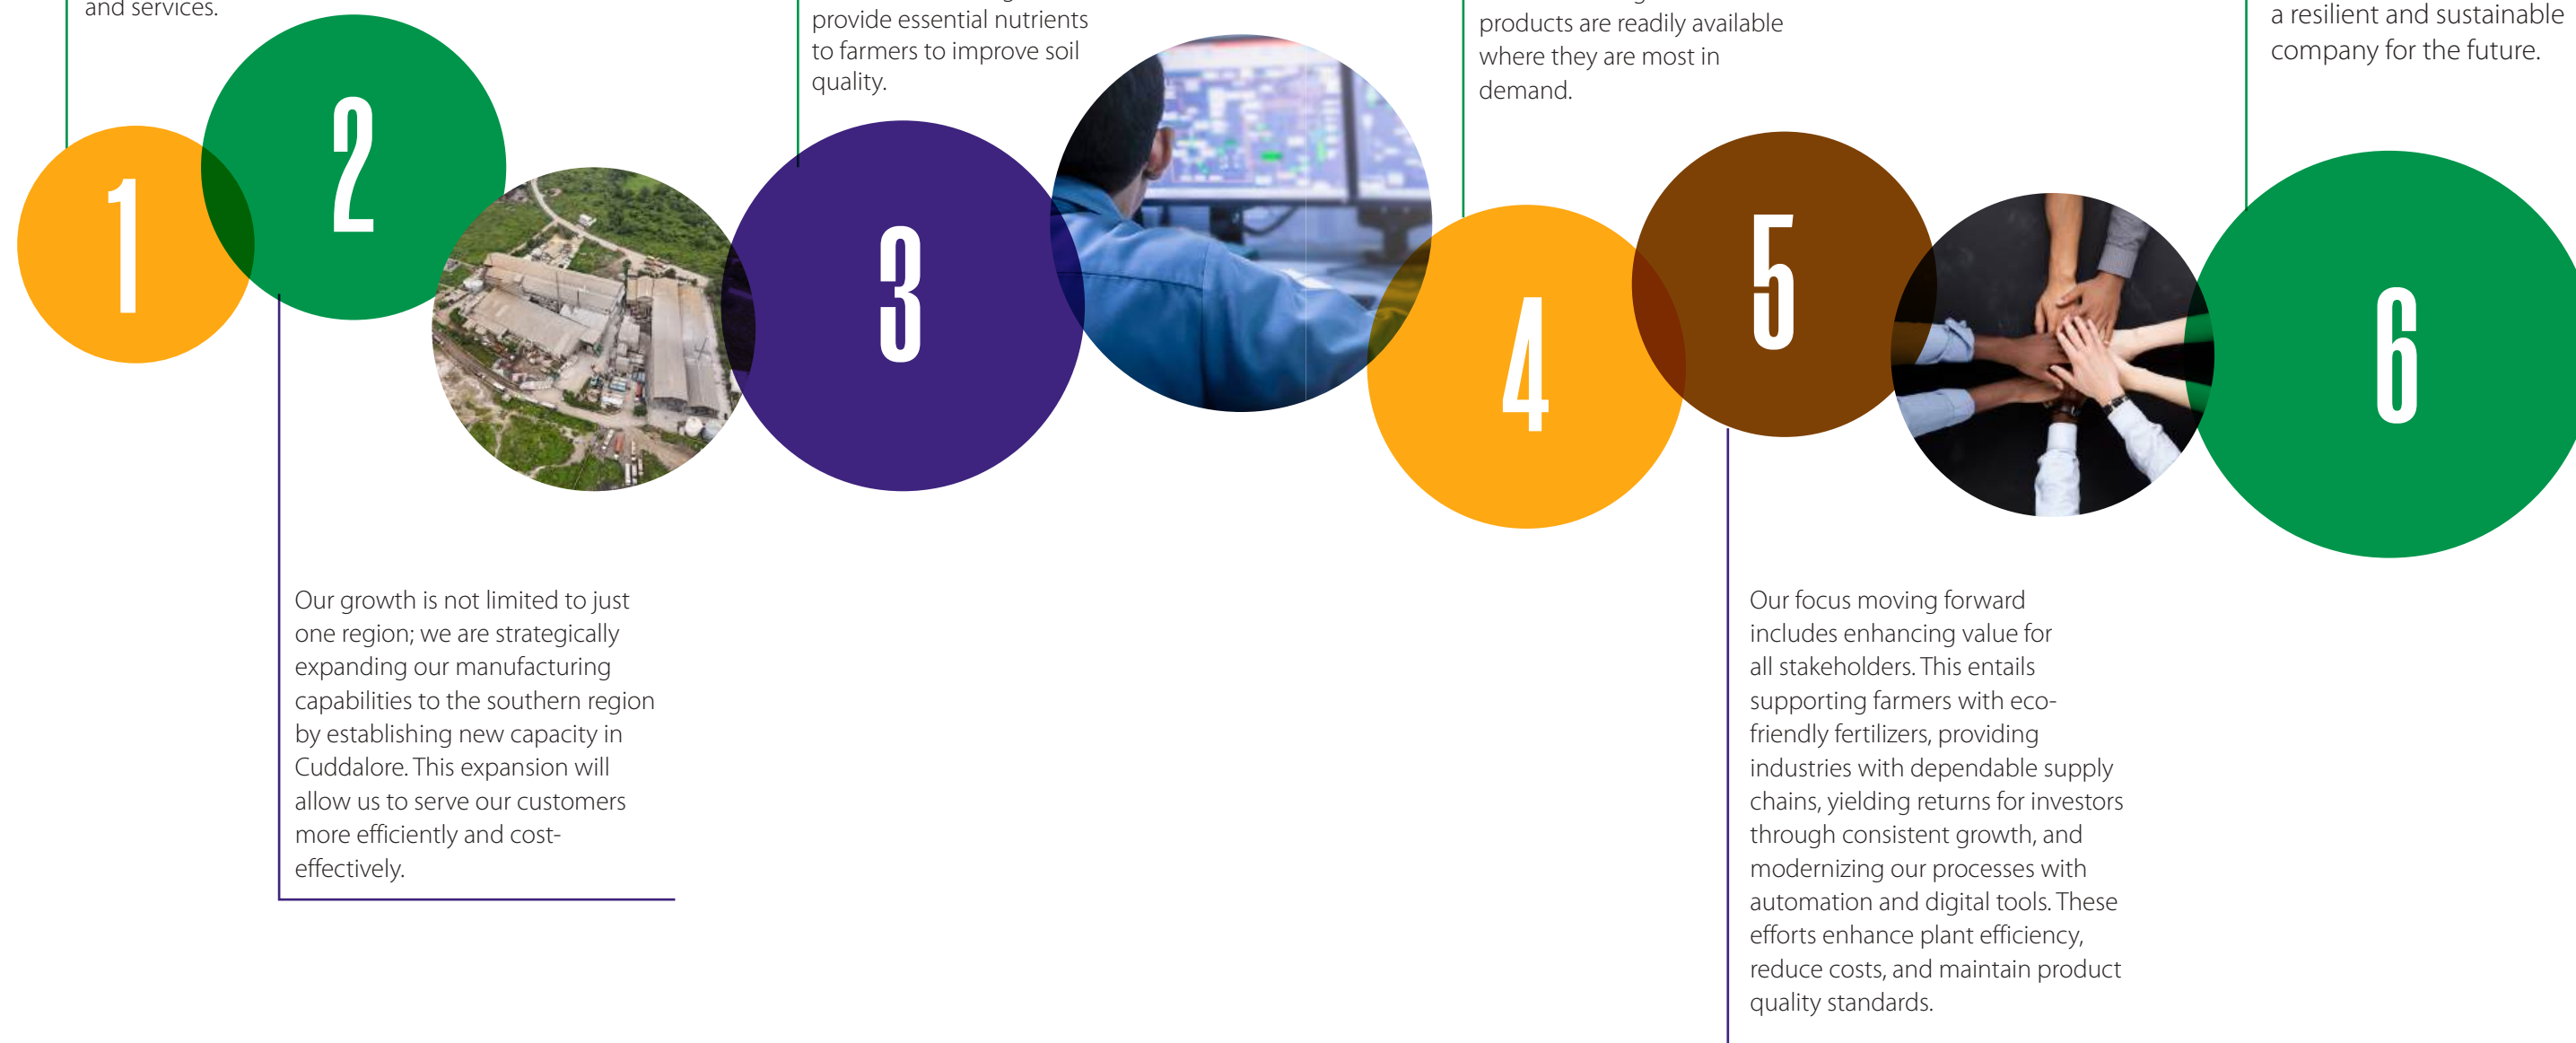 and services.
1
2
Our growth is not limited to just
one region; we are strategically
expanding our manufacturing
capabilities to the southern region
by establishing new capacity in
Cuddalore. This expansion will
allow us to serve our customers
more efficiently and cost-
effectively.
provide essential nutrients
to farmers to improve soil
quality.
3
products are readily available
where they are most in
demand.
4
5
Our focus moving forward
includes enhancing value for
all stakeholders. This entails
supporting farmers with eco-
friendly fertilizers, providing
industries with dependable supply
chains, yielding returns for investors
through consistent growth, and
modernizing our processes with
automation and digital tools. These
efforts enhance plant efficiency,
reduce costs, and maintain product
quality standards.
a resilient and sustainable
company for the future.
6